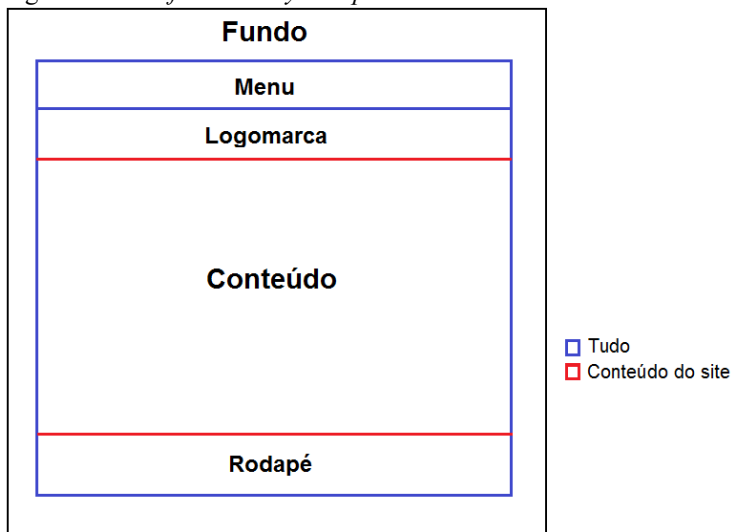 Fundo
Menu
Logomarca
Conteúdo
Rodapé
Tudo
Conteúdo do site